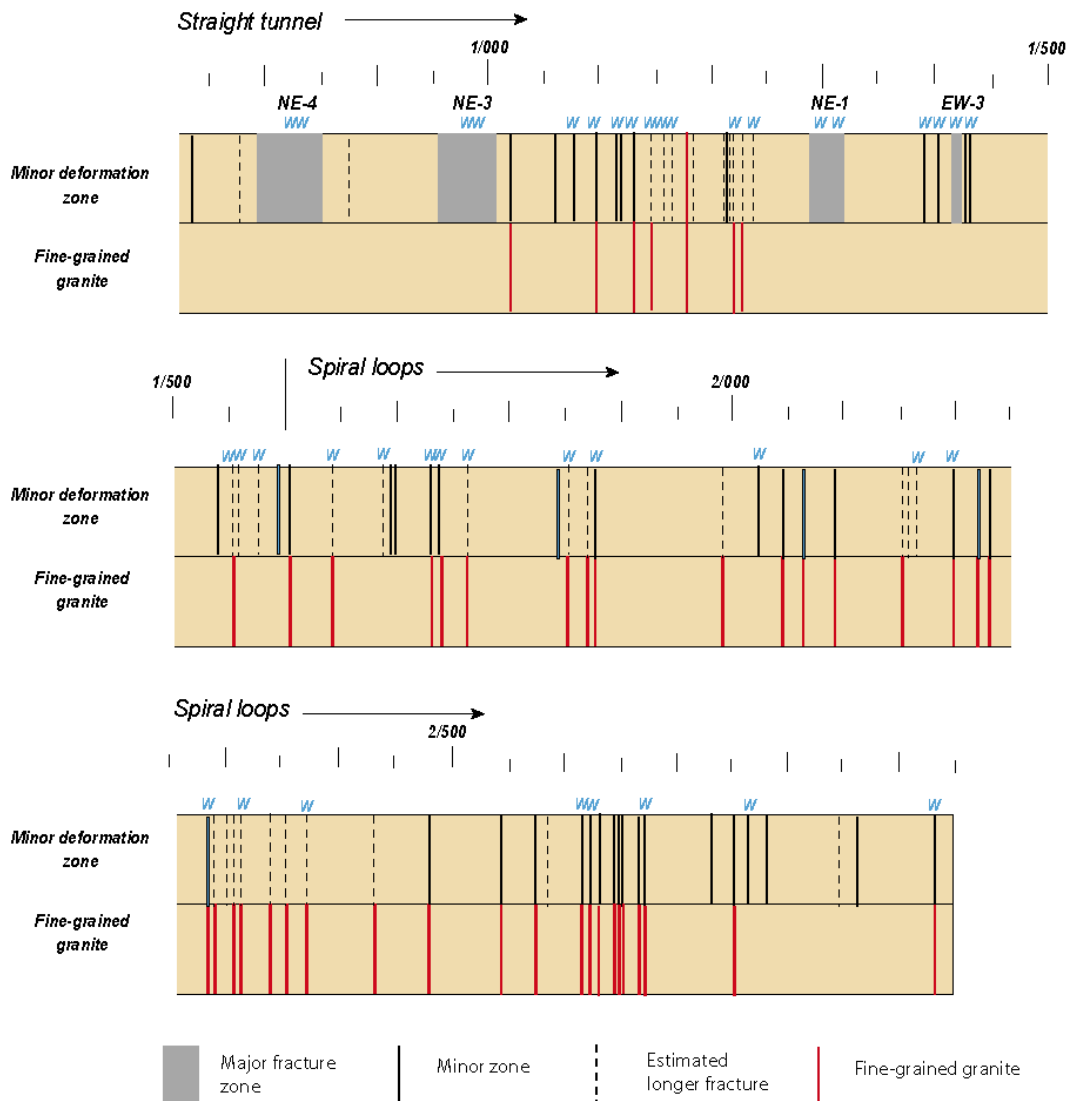 Straight tunnel
1/000
1/500
NE-4
NE-3
NE-1
EW-3
WW WW W W W W WWW W W W W W W W W
Minor deformation
zone
Fine-grained
granite
Spiral loops
1/500
2/000
WW W W W WW W W W W W W
Minor deformation
zone
Fine-grained
granite
Spiral loops
2/500
W W W WW W W W
Minor deformation
zone
Fine-grained
granite
Major fracture
zone
Minor zone
Estimated
longer fracture
Fine-grained granite